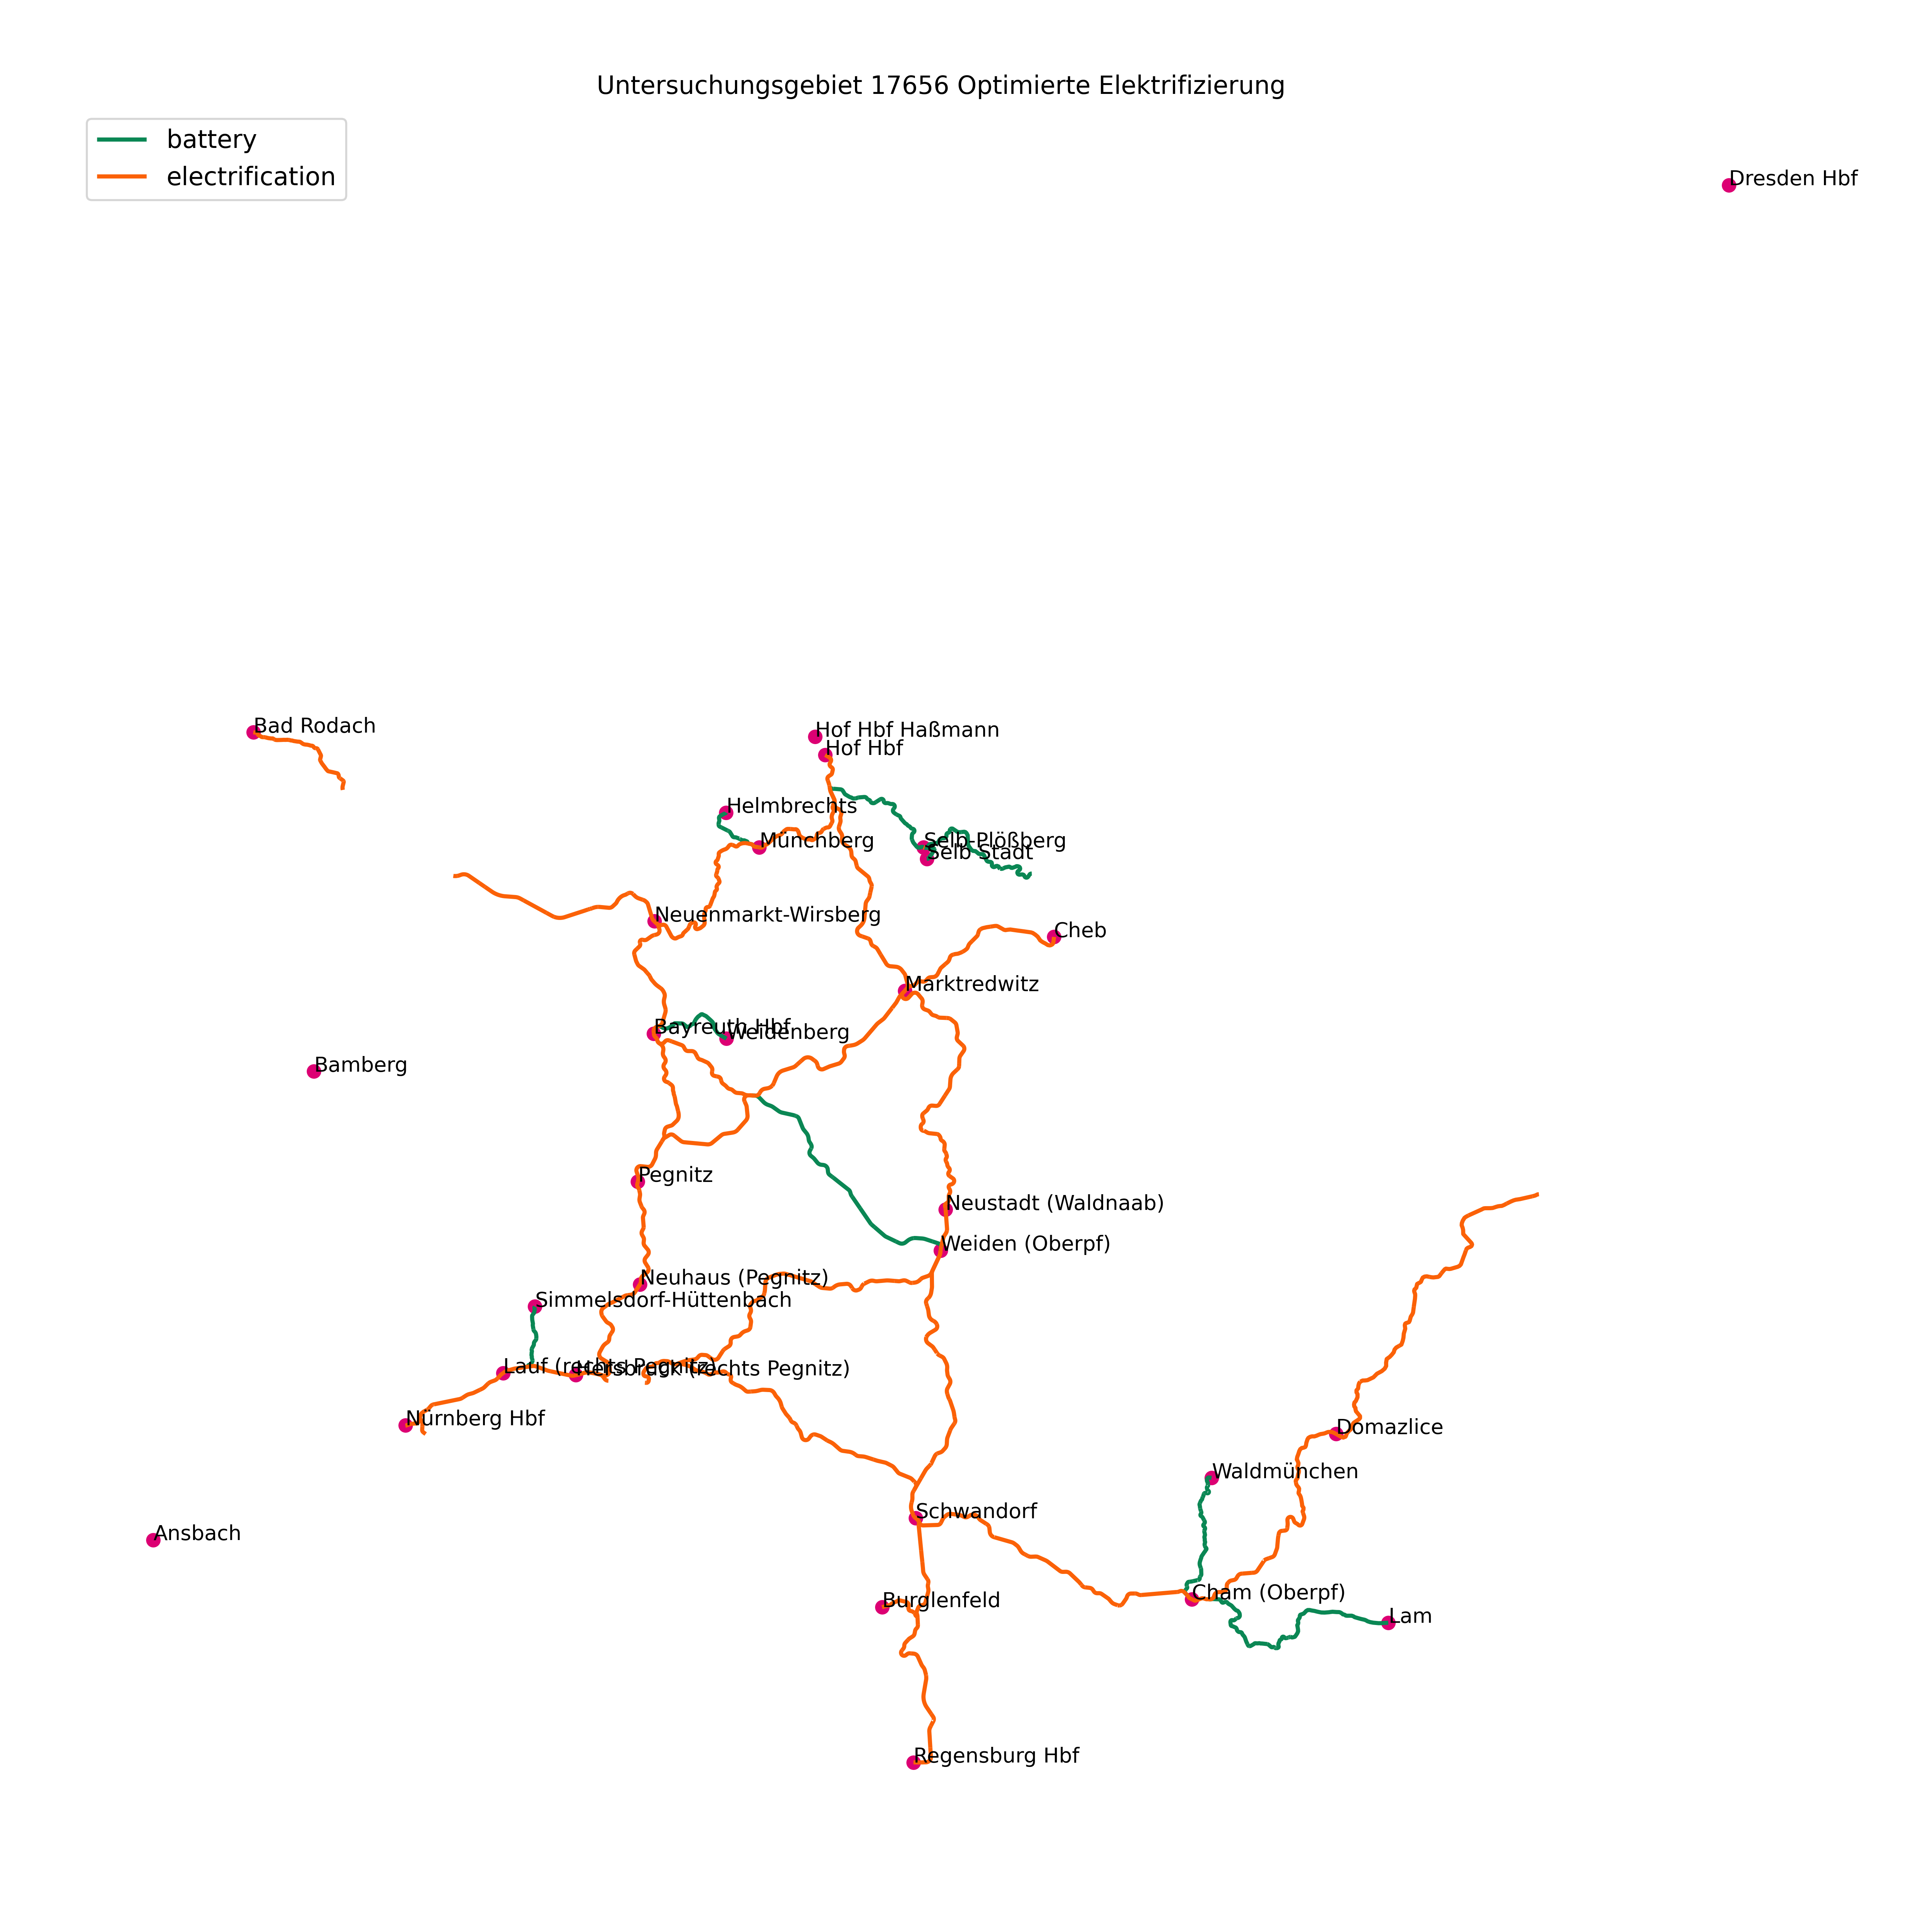 Untersuchungsgebiet 17656 Optimierte Elektrifizierung
battery
electrification
Dresden Hbf
Bad Rodach
Hof Hbf Haßmann
Hof Hbf
Helmbrechts
Münchberg
Selb-Plößberg
Selb Stadt
Neuenmarkt-Wirsberg
Cheb
Marktredwitz
Bayreuth Hbf
Weidenberg
Bamberg
Pegnitz
Neustadt (Waldnaab)
Weiden (Oberpf)
Neuhaus (Pegnitz)
Simmelsdorf-Hüttenbach
Lauf (rechts Pegnitz)
Hersbruck (rechts Pegnitz)
Nürnberg Hbf
Domazlice
Waldmünchen
Schwandorf
Ansbach
Cham (Oberpf)
Burglenfeld
Lam
Regensburg Hbf